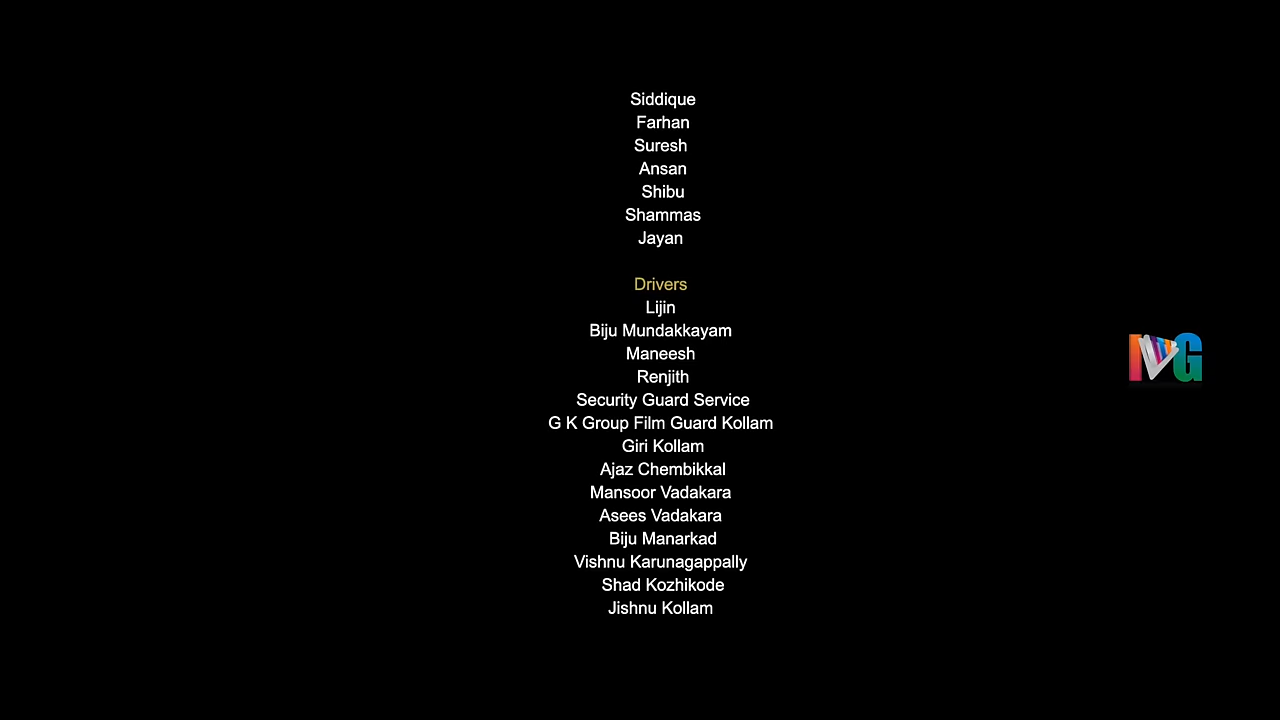 Siddique
Farhan
Suresh
Ansan
Shibu
Shammas
Jayan
Drivers
Lijin
Biju Mundakkayam
Maneesh
Renjith
Security Guard Service
G K Group Film Guard Kollam
Giri Kollam
Ajaz Chembikkal
Mansoor Vadakara
Asees Vadakara
Biju Manarkad
Vishnu Karunagappally
Shad Kozhikode
Jishnu Kollam